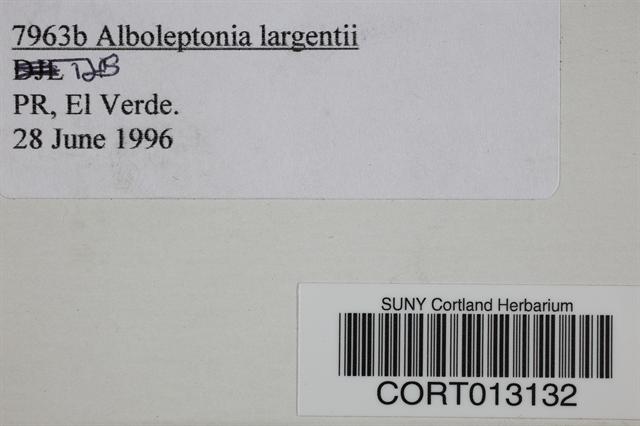 7963b Alboleptonia largentii
DJL TJB
PR, El Verde.
28 June 1996
SUNY Cortland Herbarium
CORT013132